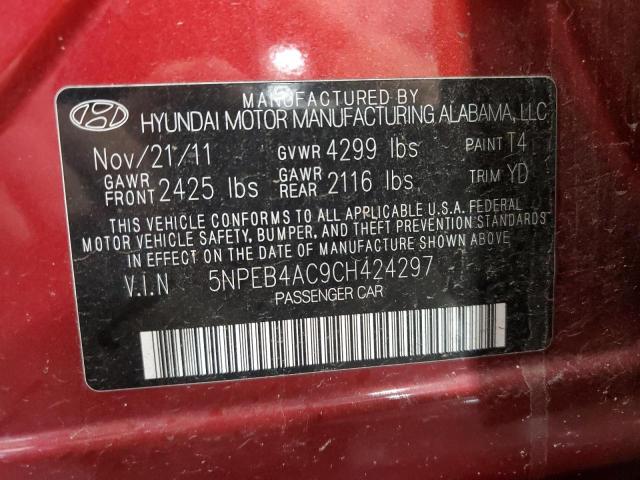 MANUFACTURED BY
HYUNDAI MOTOR MANUFACTURING ALABAMA, LLC
Nov/21/11 GVWR 4299 lbs PAINT T4
GAWR FRONT 2425 lbs GAWR REAR 2116 lbs TRIM YD
THIS VEHICLE CONFORMS TO ALL APPLICABLE U.S.A. FEDERAL
MOTOR VEHICLE SAFETY, BUMPER, AND THEFT PREVENTION STANDARDS
IN EFFECT ON THE DATE OF MANUFACTURE SHOWN ABOVE.
V.I.N 5NPEB4AC9CH424297
PASSENGER CAR